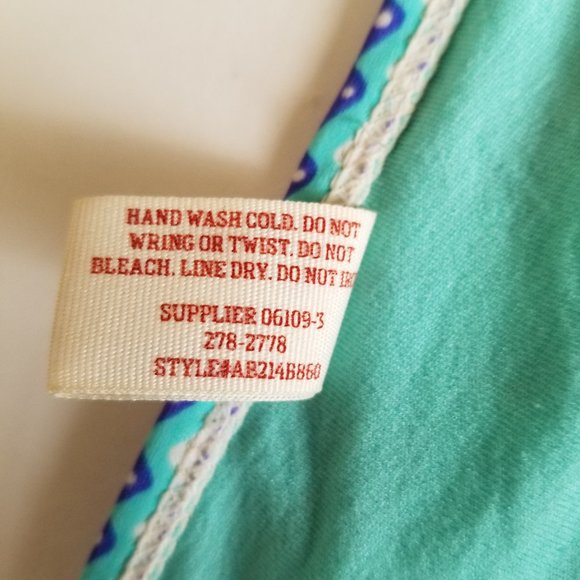 HAND WASH COLD. DO NOT
WRING OR TWIST. DO NOT
BLEACH. LINE DRY. DO NOT
SUPPLIER 06109-3
278-2778
STYLE#AB214B860